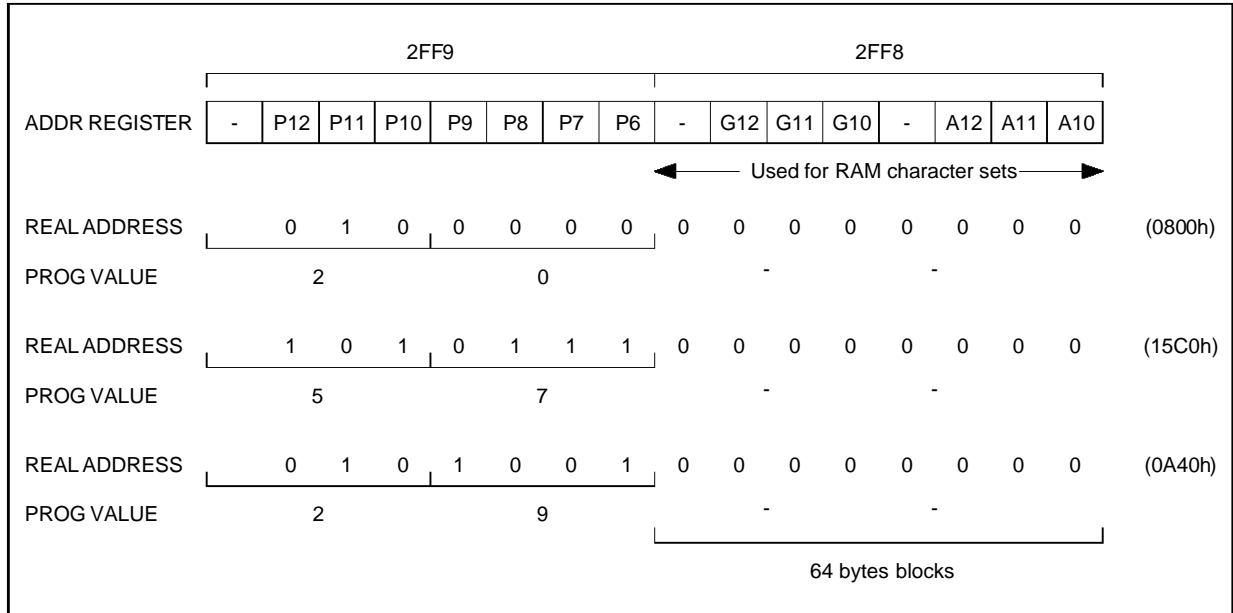 2FF9 2FF8
ADDR REGISTER - P12 P11 P10 P9 P8 P7 P6 - G12 G11 G10 - A12 A11 A10
Used for RAM character sets
REAL ADDRESS 0 1 0 0 0 0 0 0 0 0 0 0 0 0 0 (0800h)
PROG VALUE 2 0 - -
REAL ADDRESS 1 0 1 0 1 1 1 0 0 0 0 0 0 0 0 (15C0h)
PROG VALUE 5 7 - -
REAL ADDRESS 0 1 0 1 0 0 1 0 0 0 0 0 0 0 0 (0A40h)
PROG VALUE 2 9 - -
64 bytes blocks